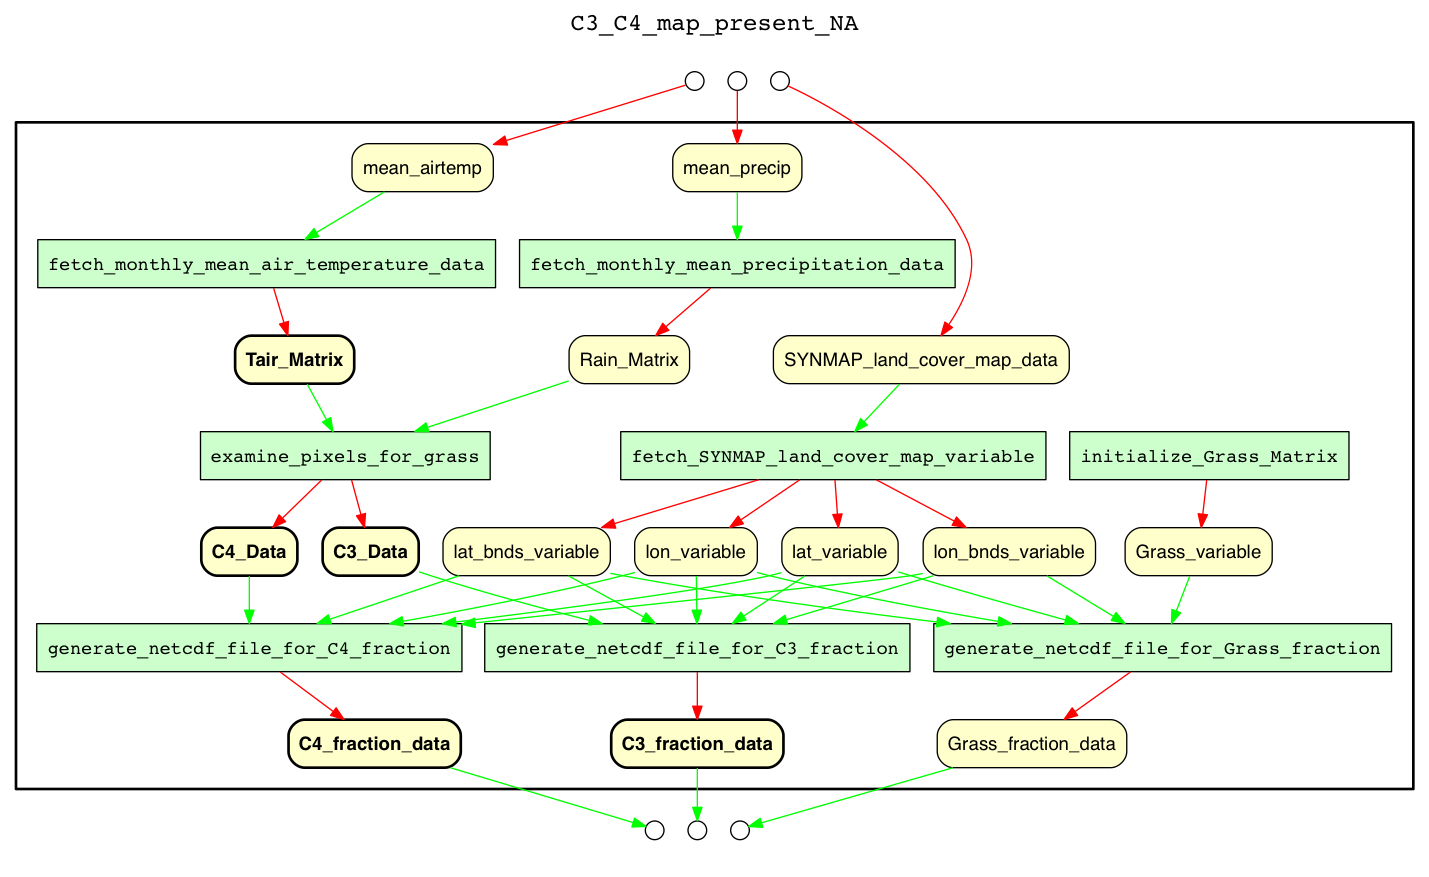 C3_C4_map_present_NA
mean_airtemp
mean_precip
fetch_monthly_mean_air_temperature_data
fetch_monthly_mean_precipitation_data
Tair_Matrix
Rain_Matrix
SYNMAP_land_cover_map_data
examine_pixels_for_grass
fetch_SYNMAP_land_cover_map_variable
initialize_Grass_Matrix
C4_Data
C3_Data
lat_bnds_variable
lon_variable
lat_variable
lon_bnds_variable
Grass_variable
generate_netcdf_file_for_C4_fraction
generate_netcdf_file_for_C3_fraction
generate_netcdf_file_for_Grass_fraction
C4_fraction_data
C3_fraction_data
Grass_fraction_data